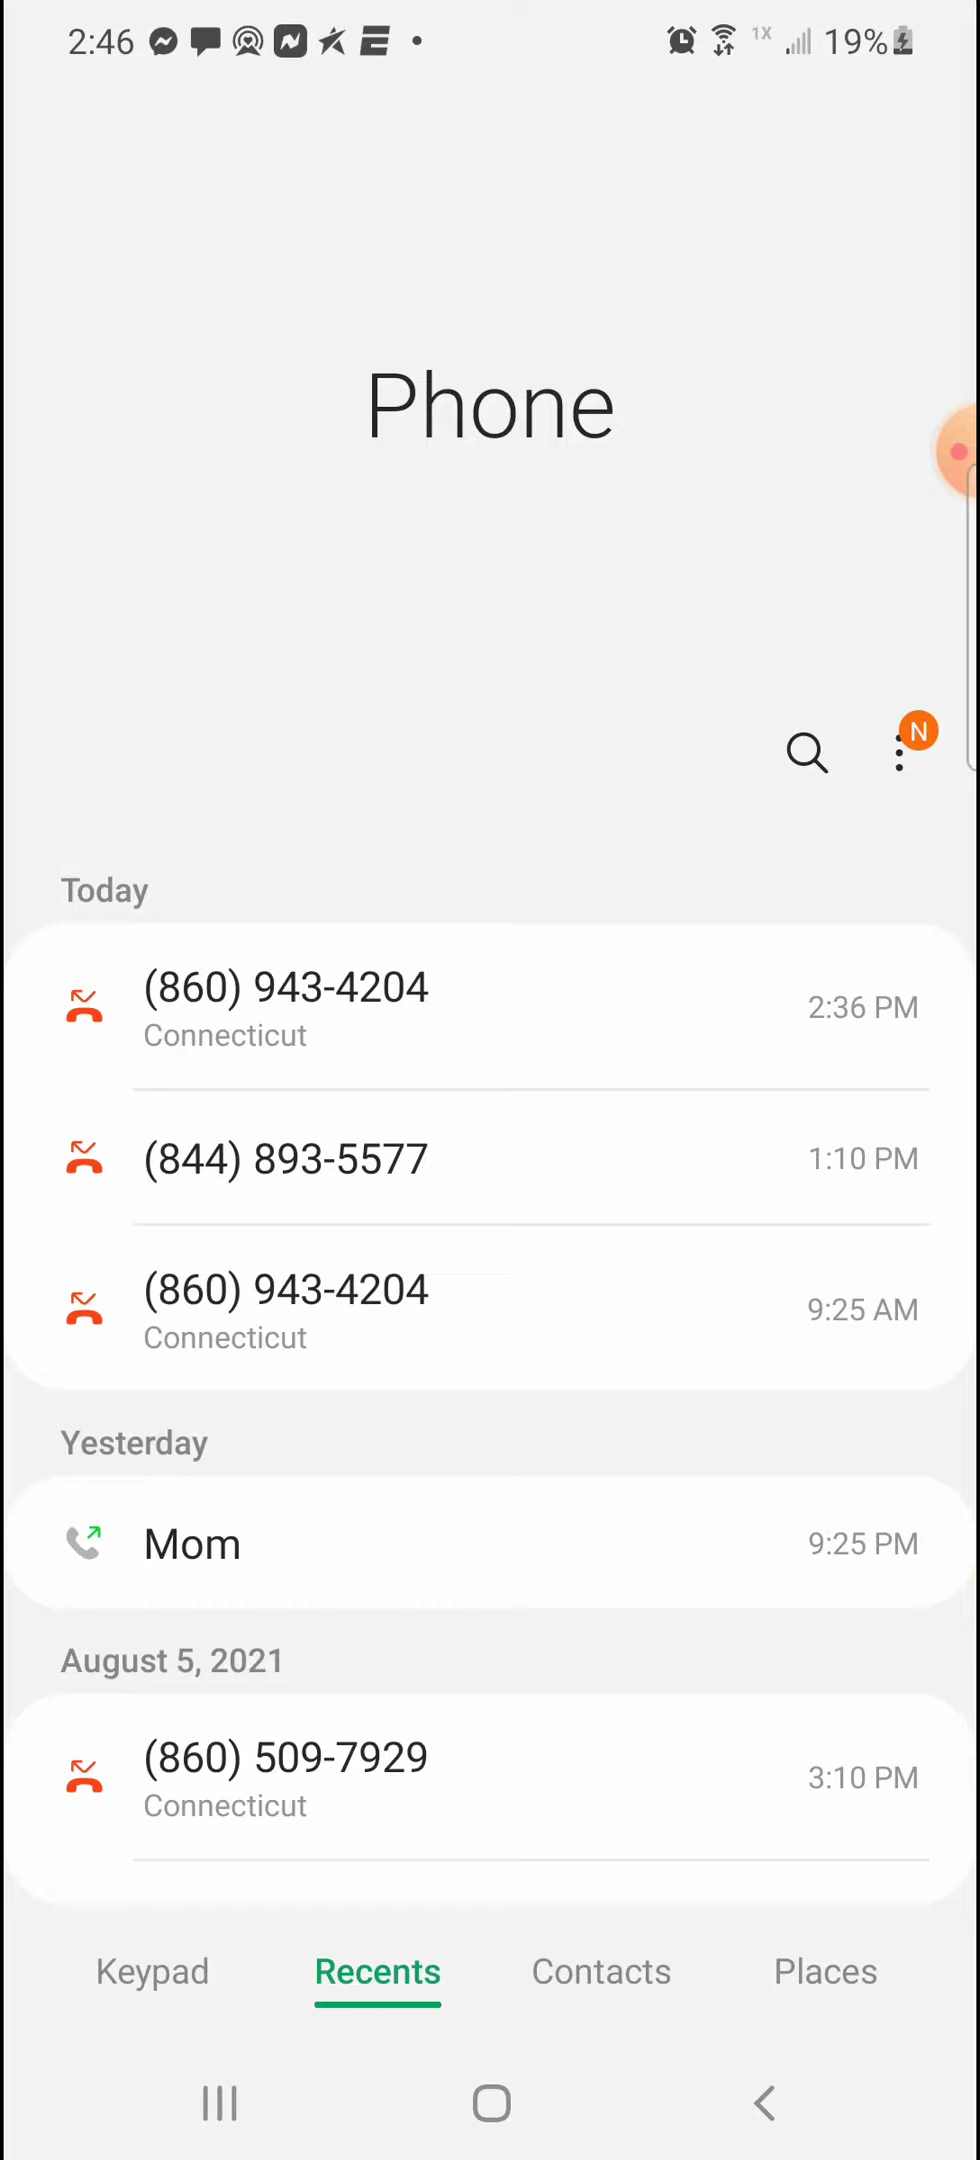 2:46 1X 19%
Phone
N
Today
(860) 943-4204
Connecticut
2:36 PM
(844) 893-5577
1:10 PM
(860) 943-4204
Connecticut
9:25 AM
Yesterday
Mom
9:25 PM
August 5, 2021
(860) 509-7929
Connecticut
3:10 PM
Keypad Recents Contacts Places